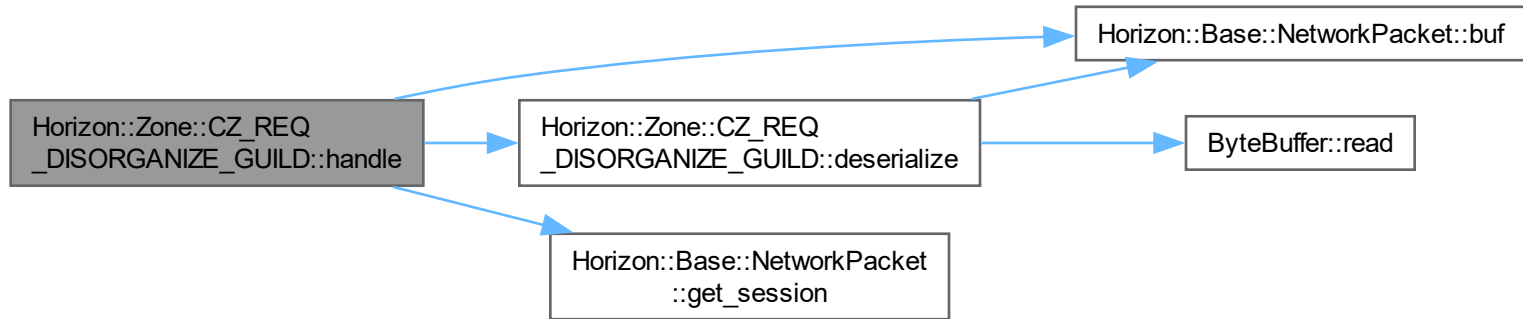 Horizon::Base::NetworkPacket::buf
Horizon::Zone::CZ_REQ
_DISORGANIZE_GUILD::handle
Horizon::Zone::CZ_REQ
_DISORGANIZE_GUILD::deserialize
ByteBuffer::read
Horizon::Base::NetworkPacket
::get_session